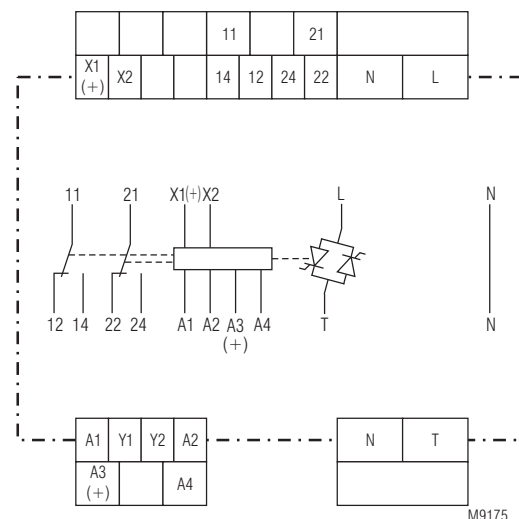 11 21
X1 X2 14 12 24 22 N L
(+)
11 21 X1(+) X2 L N
12 14 22 24 A1 A2 A3 A4 T N
(+)
A1 Y1 Y2 A2 N T
A3 A4
(+)
M9175